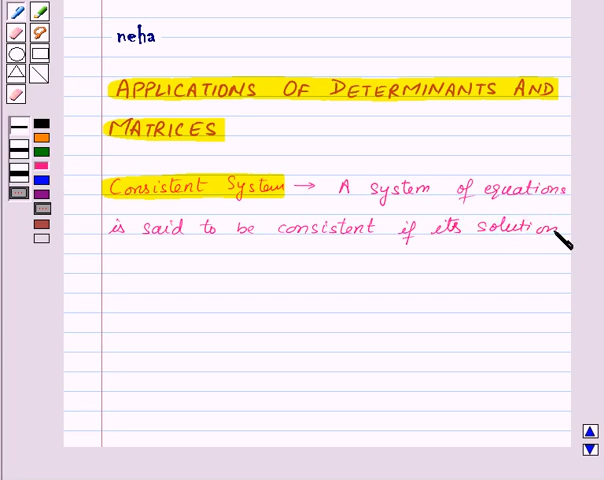 neha
APPLICATIONS OF DETERMINANTS AND
MATRICES
Consistent System → A system of equations
is said to be consistent if its solution